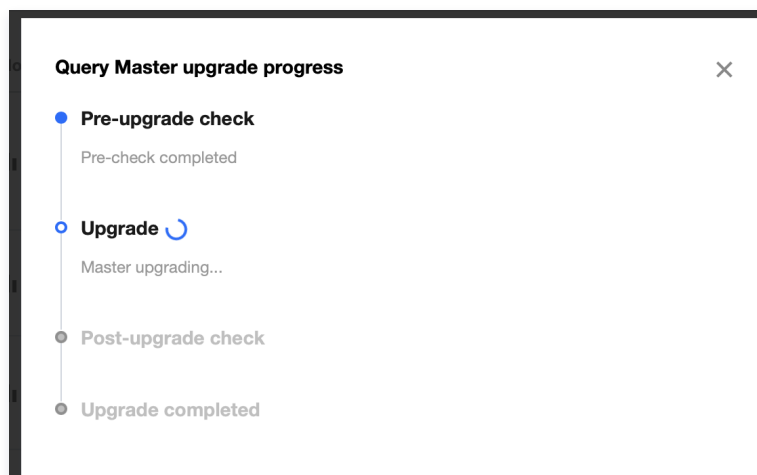 Query Master upgrade progress
Pre-upgrade check
Pre-check completed
Upgrade
Master upgrading...
Post-upgrade check
Upgrade completed